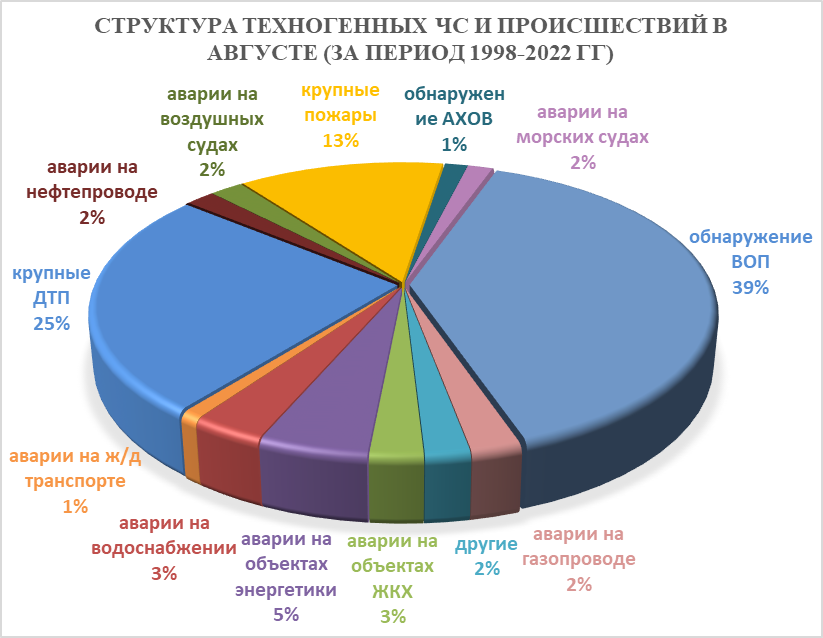 СТРУКТУРА ТЕХНОГЕННЫХ ЧС И ПРОИСШЕСТВИЙ В
АВГУСТЕ (ЗА ПЕРИОД 1998-2022 ГГ)
аварии на
воздушных
судах
2%
крупные
пожары
13%
обнаружен
ие АХОВ
1%
аварии на
морских судах
2%
аварии на
нефтепроводе
2%
обнаружение
ВОП
39%
крупные
ДТП
25%
аварии на ж/д
транспорте
1%
аварии на
водоснабжении
3%
аварии на
объектах
энергетики
5%
аварии на
объектах
ЖКХ
3%
другие
2%
аварии на
газопроводе
2%